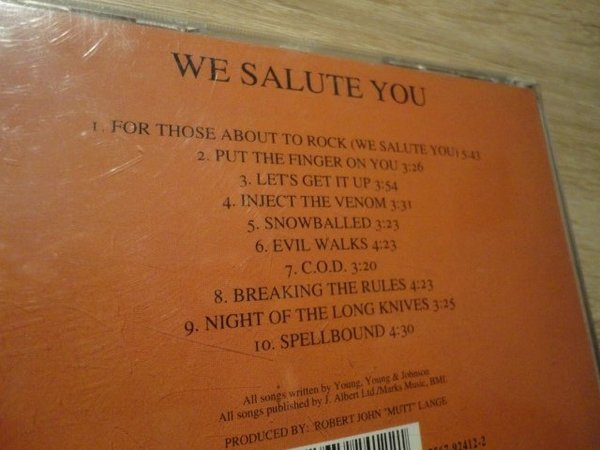 WE SALUTE YOU
1. FOR THOSE ABOUT TO ROCK (WE SALUTE YOU) 5:43
2. PUT THE FINGER ON YOU 3:26
3. LET'S GET IT UP 3:54
4. INJECT THE VENOM 3:31
5. SNOWBALLED 3:23
6. EVIL WALKS 4:23
7. C.O.D. 3:20
8. BREAKING THE RULES 4:23
9. NIGHT OF THE LONG KNIVES 3:25
10. SPELLBOUND 4:30
All songs written by Young, Young & Johnson
All songs published by J. Albert Ltd./Marks Music, BMI
PRODUCED BY: ROBERT JOHN "MUTT" LANGE
92412-2